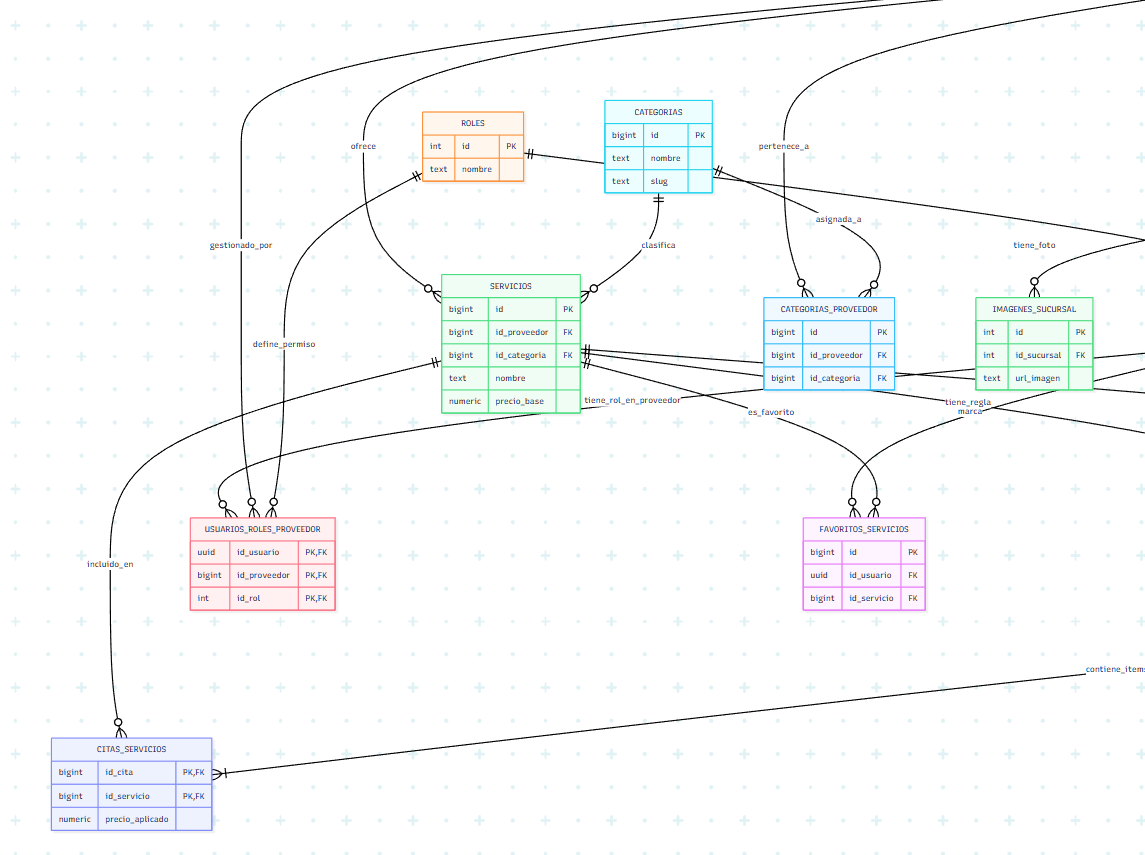 ROLES
int id PK
text nombre
CATEGORIAS
bigint id PK
text nombre
text slug
ofrece
pertenece_a
asignada_a
gestionado_por
clasifica
tiene_foto
SERVICIOS
bigint id PK
bigint id_proveedor FK
bigint id_categoria FK
text nombre
numeric precio_base
CATEGORIAS_PROVEEDOR
bigint id PK
bigint id_proveedor FK
bigint id_categoria FK
IMAGENES_SUCURSAL
int id PK
int id_sucursal FK
text url_imagen
define_permiso
tiene_rol_en_proveedor
es_favorito
tiene_regla
marca
USUARIOS_ROLES_PROVEEDOR
uuid id_usuario PK,FK
bigint id_proveedor PK,FK
int id_rol PK,FK
FAVORITOS_SERVICIOS
bigint id PK
uuid id_usuario FK
bigint id_servicio FK
incluido_en
contiene_items
CITAS_SERVICIOS
bigint id_cita PK,FK
bigint id_servicio PK,FK
numeric precio_aplicado